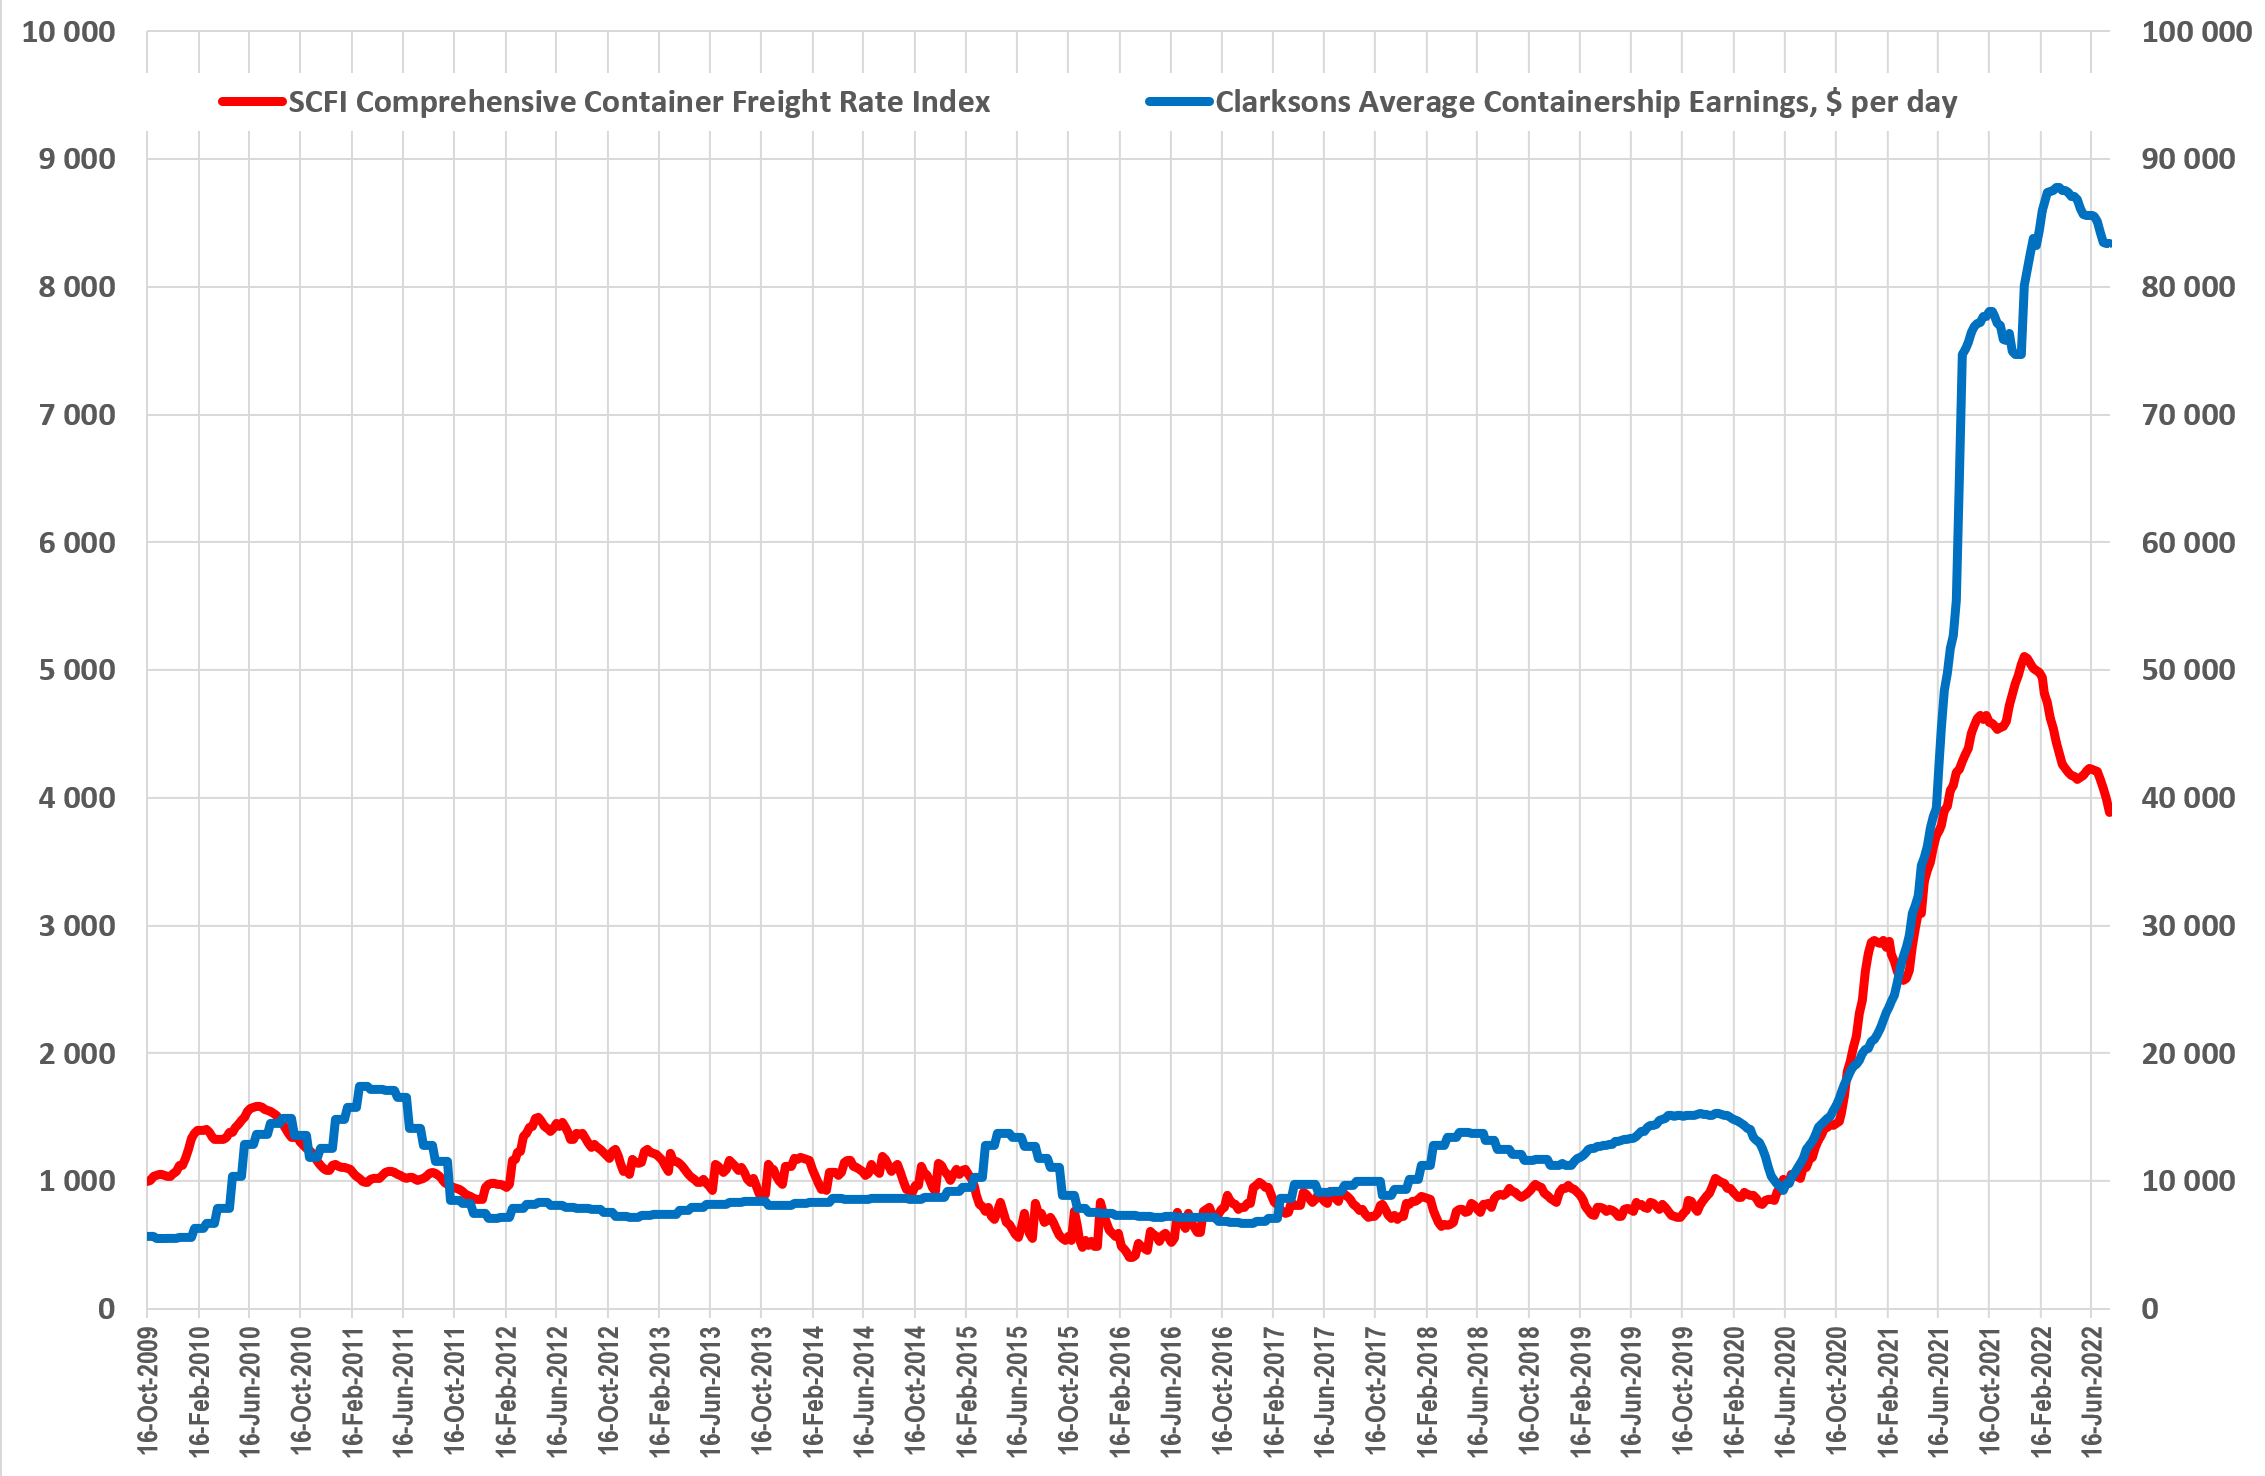 10 000 100 000
SCFI Comprehensive Container Freight Rate Index Clarksons Average Containership Earnings, $ per day
9 000 90 000
8 000 80 000
7 000 70 000
6 000 60 000
5 000 50 000
4 000 40 000
3 000 30 000
2 000 20 000
1 000 10 000
0 0
16-Oct-2009
16-Feb-2010
16-Jun-2010
16-Oct-2010
16-Feb-2011
16-Jun-2011
16-Oct-2011
16-Feb-2012
16-Jun-2012
16-Oct-2012
16-Feb-2013
16-Jun-2013
16-Oct-2013
16-Feb-2014
16-Jun-2014
16-Oct-2014
16-Feb-2015
16-Jun-2015
16-Oct-2015
16-Feb-2016
16-Jun-2016
16-Oct-2016
16-Feb-2017
16-Jun-2017
16-Oct-2017
16-Feb-2018
16-Jun-2018
16-Oct-2018
16-Feb-2019
16-Jun-2019
16-Oct-2019
16-Feb-2020
16-Jun-2020
16-Oct-2020
16-Feb-2021
16-Jun-2021
16-Oct-2021
16-Feb-2022
16-Jun-2022